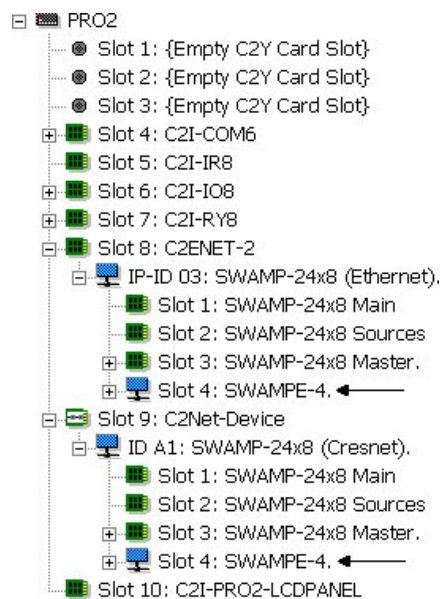 PRO2
Slot 1: {Empty C2Y Card Slot}
Slot 2: {Empty C2Y Card Slot}
Slot 3: {Empty C2Y Card Slot}
Slot 4: C2I-COM6
Slot 5: C2I-IR8
Slot 6: C2I-IO8
Slot 7: C2I-RY8
Slot 8: C2ENET-2
IP-ID 03: SWAMP-24x8 (Ethernet).
Slot 1: SWAMP-24x8 Main
Slot 2: SWAMP-24x8 Sources
Slot 3: SWAMP-24x8 Master.
Slot 4: SWAMPE-4.
Slot 9: C2Net-Device
ID A1: SWAMP-24x8 (Cresnet).
Slot 1: SWAMP-24x8 Main
Slot 2: SWAMP-24x8 Sources
Slot 3: SWAMP-24x8 Master.
Slot 4: SWAMPE-4.
Slot 10: C2I-PRO2-LCDPANEL